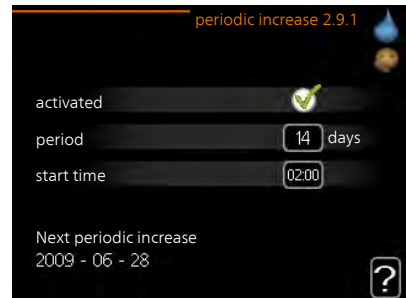 periodic increase 2.9.1
activated
period 14 days
start time 02:00
Next periodic increase
2009 - 06 - 28
?